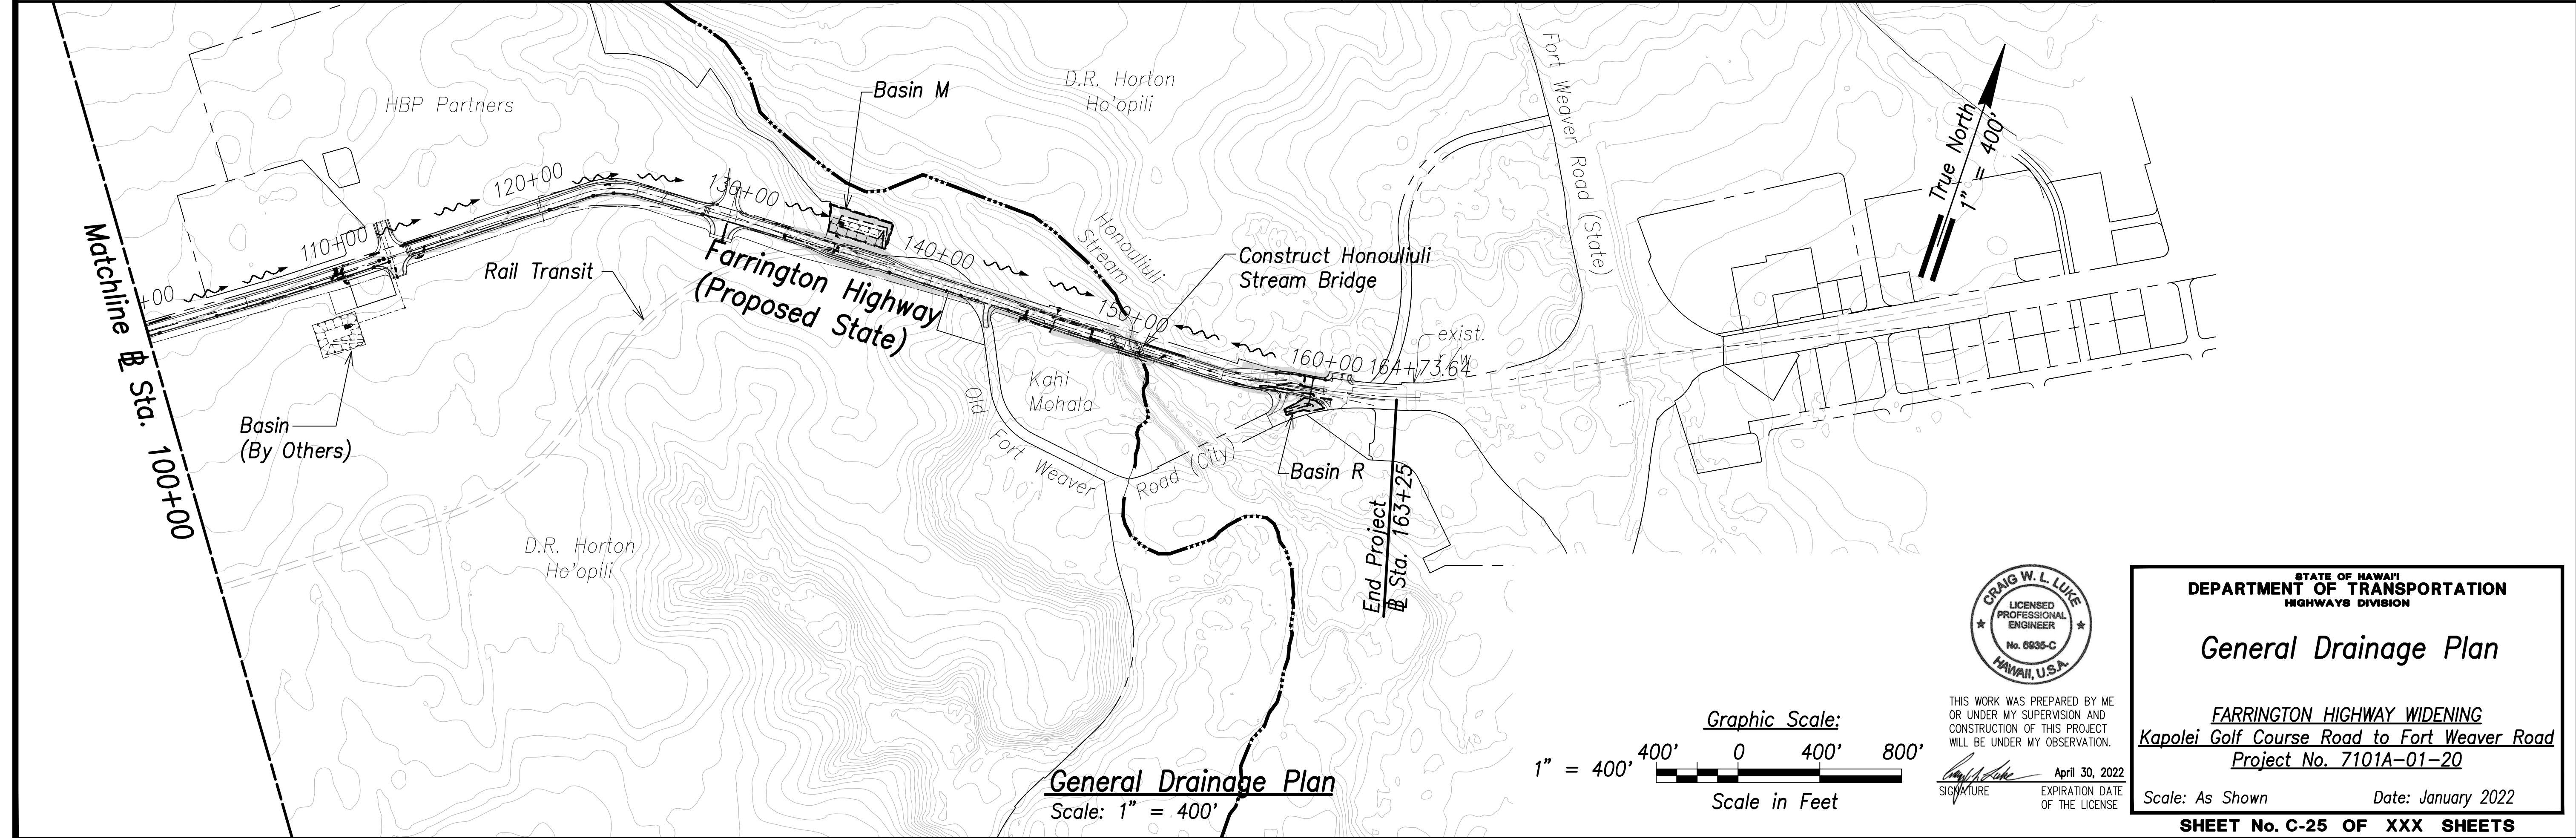 HBP Partners
Basin M
D.R. Horton
Ho'opili
Fort Weaver Road (State)
True North
1" = 400'
Matchline BL Sta. 100+00
+00
110+00
120+00
130+00
140+00
150+00
160+00
164+73.64
Rail Transit
Farrington Highway
(Proposed State)
Honouliuli
Stream
Construct Honouliuli
Stream Bridge
exist.
r/w
Kahi
Mohala
Old
Fort Weaver
Road (City)
Basin
(By Others)
Basin R
End Project
BL Sta. 163+25
D.R. Horton
Ho'opili
General Drainage Plan
Scale: 1" = 400'
Graphic Scale:
1" = 400'
400' 0 400' 800'
Scale in Feet
CRAIG W. L. LUKE
LICENSED
PROFESSIONAL
ENGINEER
No. 6935-C
HAWAII, U.S.A.
THIS WORK WAS PREPARED BY ME
OR UNDER MY SUPERVISION AND
CONSTRUCTION OF THIS PROJECT
WILL BE UNDER MY OBSERVATION.
April 30, 2022
SIGNATURE
EXPIRATION DATE
OF THE LICENSE
STATE OF HAWAI'I
DEPARTMENT OF TRANSPORTATION
HIGHWAYS DIVISION
General Drainage Plan
FARRINGTON HIGHWAY WIDENING
Kapolei Golf Course Road to Fort Weaver Road
Project No. 7101A-01-20
Scale: As Shown
Date: January 2022
SHEET No. C-25 OF XXX SHEETS